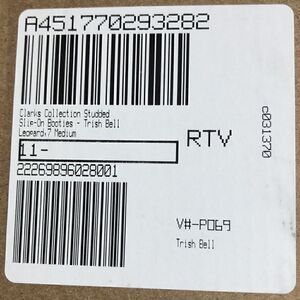 A451770293282
Clarks Collection Studded
Slip-On Booties - Trish Bell
Leopard,7 Medium
11-
22269896028001
RTV
c031370
V#-P069
Trish Bell